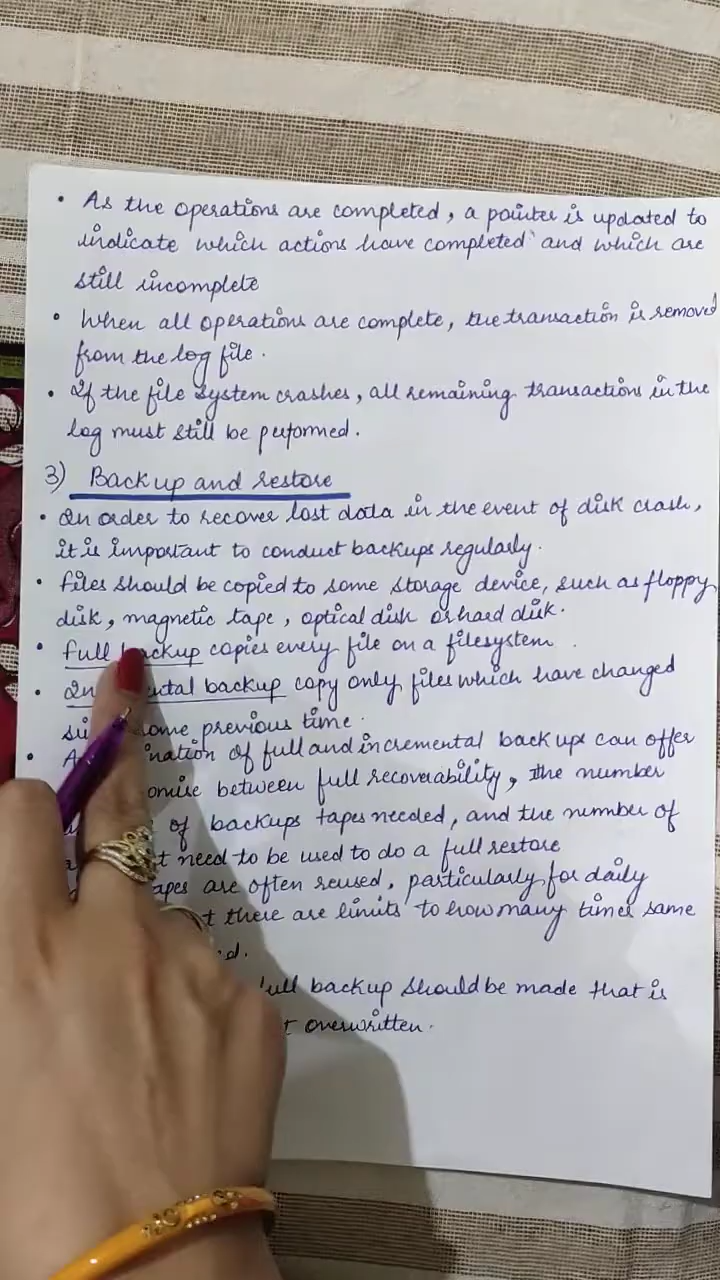 • As the operations are completed, a pointer is updated to
indicate which actions have completed and which are
still incomplete
• When all operations are complete, the transaction is removed
from the log file.
• If the file system crashes, all remaining transactions in the
log must still be performed.
3) Backup and restore
• In order to recover lost data in the event of disk crash,
it is important to conduct backups regularly.
• files should be copied to some storage device, such as floppy
disk, magnetic tape, optical disk or hard disk.
• full backup copies every file on a filesystem
• backup copy only files which have changed
some previous time.
• of full and incremental backups can offer
between full recoverability, the number
of backups tapes needed, and the number of
need to be used to do a full restore
are often reused, particularly for daily
there are limits to how many times same
full backup should be made that is
overwritten.